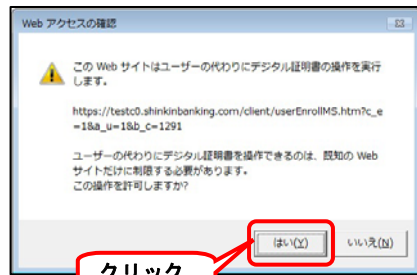 Web アクセスの確認
この Web サイトはユーザーの代わりにデジタル証明書の操作を実行
します。
https://testc0.shinkinbanking.com/client/userEnrollMS.htm?c_e
=1&a_u=1&b_c=1291
ユーザーの代わりにデジタル証明書を操作できるのは、既知の Web
サイトだけに制限する必要があります。
この操作を許可しますか?
はい(Y) いいえ(N)
クリック